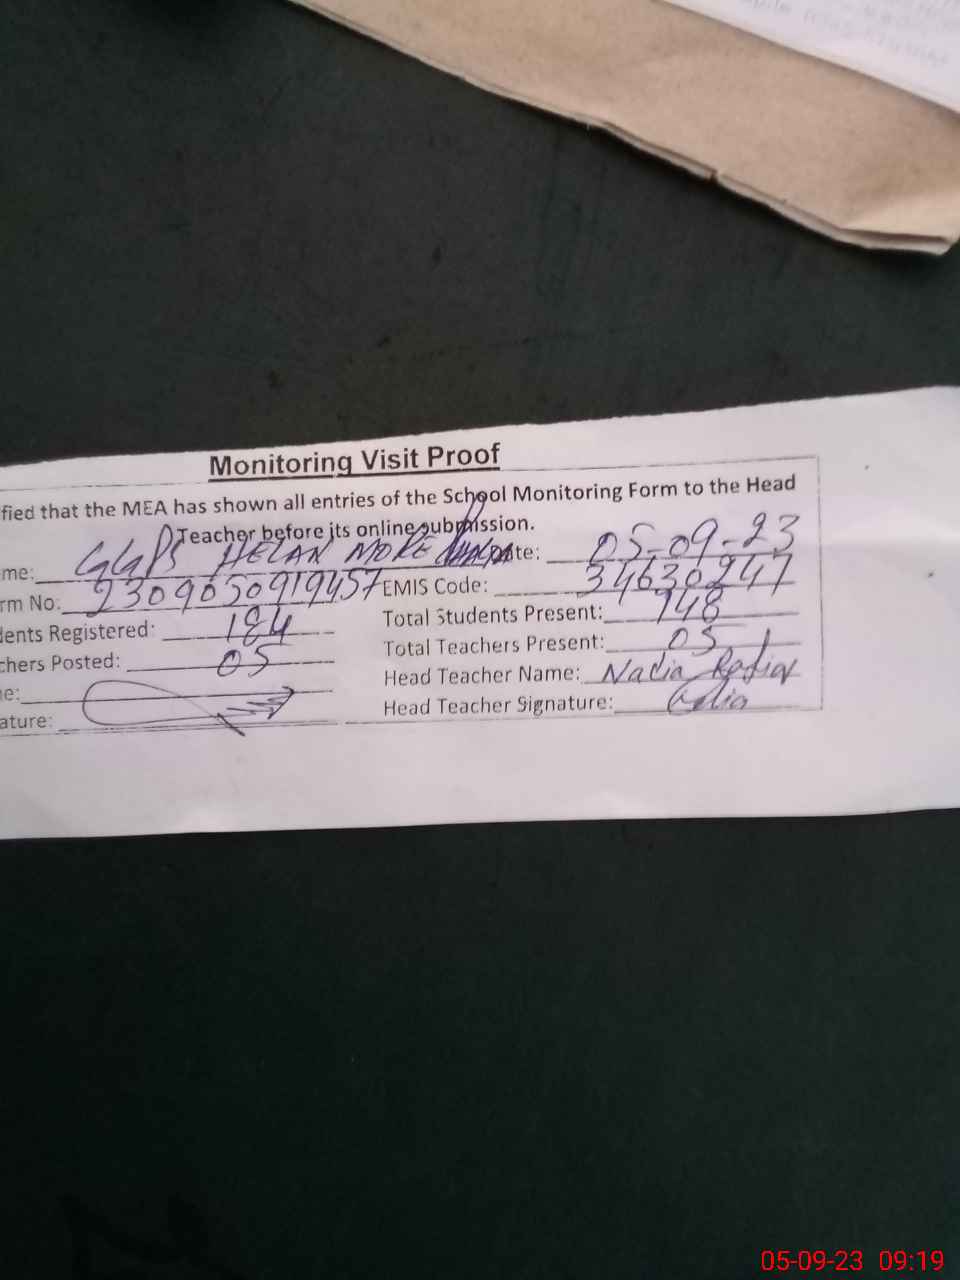 Monitoring Visit Proof
fied that the MEA has shown all entries of the School Monitoring Form to the Head
Teacher before its online submission.
me: GGPS HELAN MORE Date: 05-09-23
rm No: 2309050919457 EMIS Code: 34630247
dents Registered: 184 Total Students Present: 148
chers Posted: 05 Total Teachers Present: 05
e: Head Teacher Name: Nadia
ature: Head Teacher Signature:
05-09-23 09:19